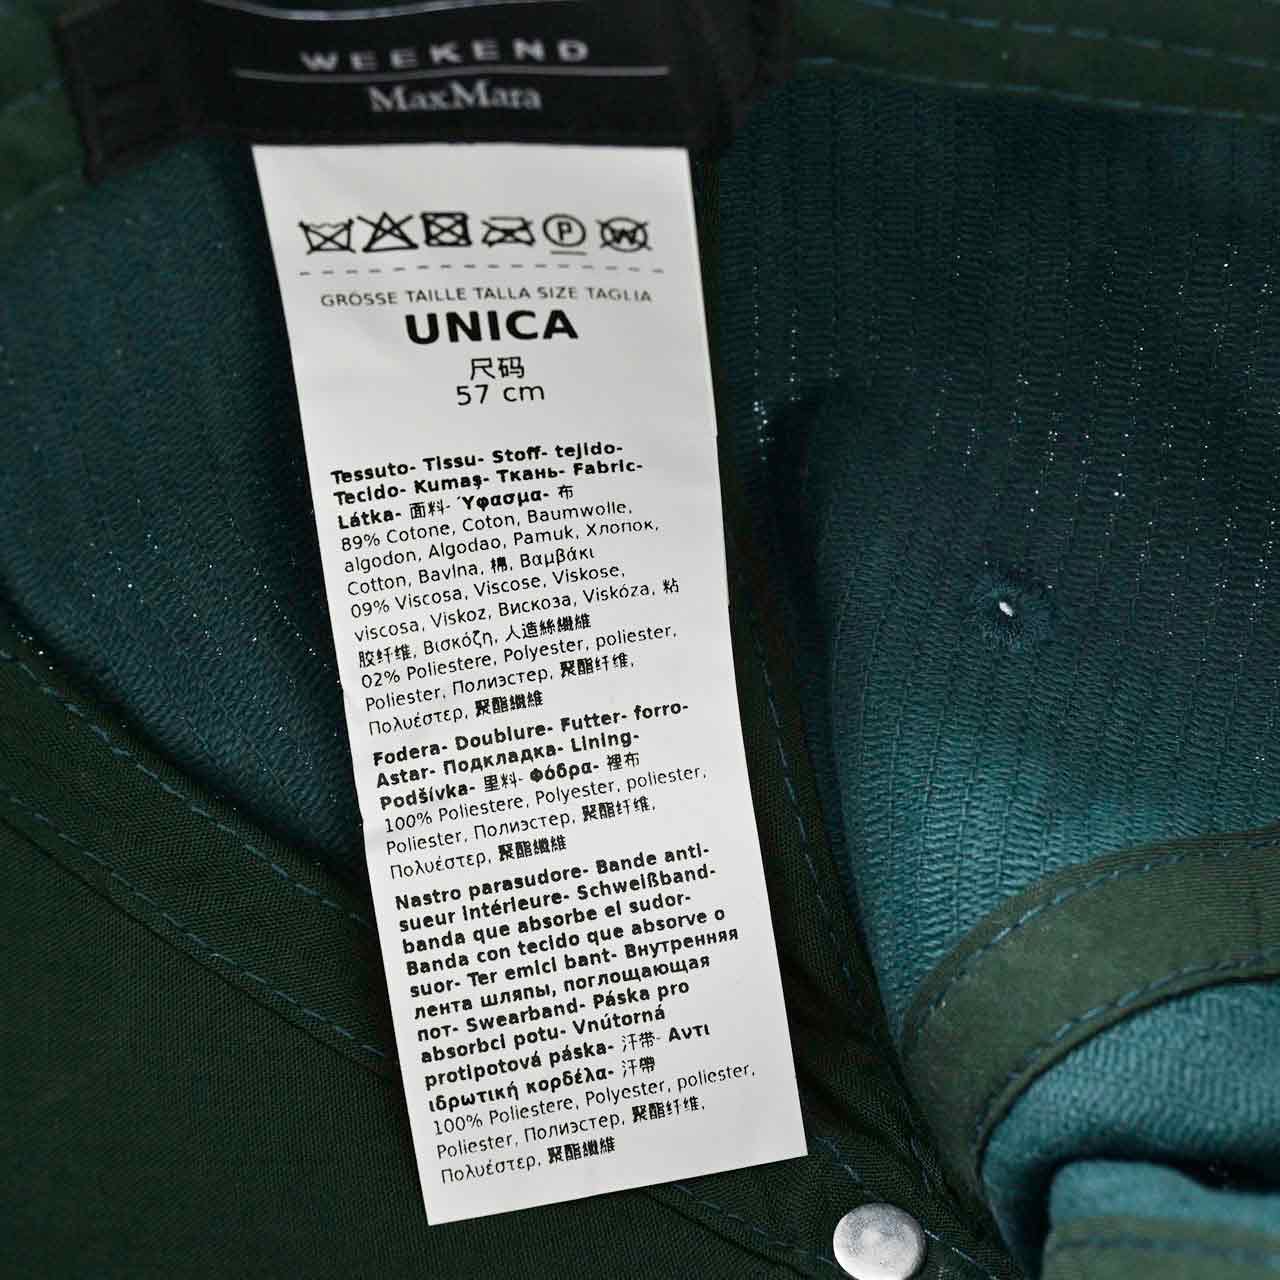 WEEKEND
MaxMara
P W
GRÖSSE TAILLE TALLA SIZE TAGLIA
UNICA
尺码
57 cm
Tessuto- Tissu- Stoff- tejido-
Tecido- Kumaş- Ткань- Fabric-
Látka- 面料- Ύφασμα- 布
89% Cotone, Coton, Baumwolle,
algodon, Algodao, Pamuk, Хлопок,
Cotton, Bavlna, 棉, Βαμβάκι
09% Viscosa, Viscose, Viskose,
viscosa, Viskoz, Вискоза, Viskóza, 粘
胶纤维, Βισκόζη, 人造絲纖維
02% Poliestere, Polyester, poliester,
Poliester, Полиэстер, 聚酯纤维,
Πολυέστερ, 聚酯纖維
Fodera- Doublure- Futter- forro-
Astar- Подкладка- Lining-
Podšívka- 里料- Φόδρα- 裡布
100% Poliestere, Polyester, poliester,
Poliester, Полиэстер, 聚酯纤维,
Πολυέστερ, 聚酯纖維
Nastro parasudore- Bande anti-
sueur intérieure- Schweißband-
banda que absorbe el sudor-
Banda con tecido que absorve o
suor- Ter emici bant- Внутренняя
лента шляпы, поглощающая
пот- Swearband- Páska pro
absorbci potu- Vnútorná
protipotová páska- 汗带- Αντι
ιδρωτική κορδέλα- 汗帶
100% Poliestere, Polyester, poliester,
Poliester, Полиэстер, 聚酯纤维,
Πολυέστερ, 聚酯纖維